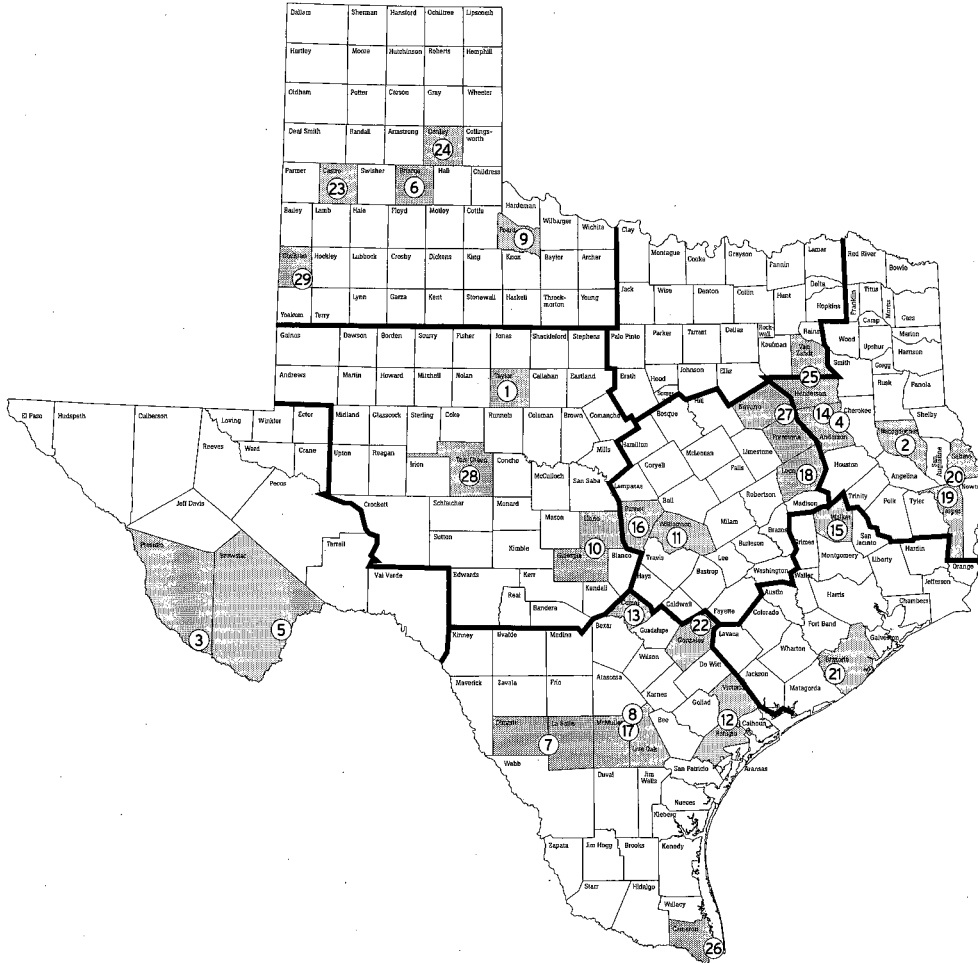 Dallam Sherman Hansford Ochiltree Lipscomb
Hartley Moore Hutchinson Roberts Hemphill
Oldham Potter Carson Gray Wheeler
Deaf Smith Randall Armstrong Donley Collings-
worth
24
Parmer Castro Swisher Briscoe Hall Childress
23 6
Hardeman
Bailey Lamb Hale Floyd Motley Cottle Wilbarger Wichita Clay
Foard 9
Montague Cooke Grayson Fannin Lamar Red River Bowie
Cochran Hockley Lubbock Crosby Dickens King Knox Baylor Archer
29
Delta Titus Morris Franklin
Jack Wise Denton Collin Hunt Hopkins Cass
Lynn Garza Kent Stonewall Haskell Throck-
morton Young
Yoakum Terry
Camp Marion
Rains Wood Upshur Harrison
Gaines Dawson Borden Scurry Fisher Jones Shackleford Stephens Palo Pinto Parker Tarrant Dallas Rock-
wall
Kaufman Van
Zandt Smith Gregg
25
Andrews Martin Howard Mitchell Nolan Taylor Callahan Eastland Erath Hood Johnson Ellis
1
Rusk Panola
Henderson
El Paso Hudspeth Culberson Loving Winkler Ector Midland Glasscock Sterling Coke Runnels Coleman Brown Comanche Bosque Hill Navarro
27 14 4 Cherokee Shelby
Anderson
2
Reeves Ward Crane Upton Reagan Irion Tom Green Concho Mills Hamilton McLennan Limestone Freestone
28
San Augustine Sabine
20
Pecos McCulloch San Saba Lampasas Coryell Falls Leon Houston Angelina
18
Newton
19 Jasper
Jeff Davis Crockett Schleicher Menard Mason Bell Robertson Madison Trinity Polk Tyler
Llano Burnet Williamson Milam Brazos Grimes Walker San
Jacinto
10 16 11 15
Sutton Kimble Gillespie Blanco Travis Lee Burleson Montgomery Liberty Hardin
Presidio Brewster Terrell
Orange
Val Verde Edwards Kerr Kendall Hays Bastrop Washington Waller Harris Jefferson
Real Bandera Comal Caldwell Fayette Austin Chambers
3 5
13 22
Colorado Fort Bend Galveston
Kinney Uvalde Medina Bexar Guadalupe Gonzales Lavaca Wharton Brazoria
21
Wilson De Witt Jackson Matagorda
Maverick Zavala Frio Atascosa Karnes Victoria
Goliad
8 12 Calhoun
Dimmit La Salle McMullen Bee Refugio
7 17
Live Oak
Webb Duval San Patricio Aransas
Jim
Wells
Nueces
Kleberg
Zapata Jim Hogg Brooks Kenedy
Starr Hidalgo
Willacy
Cameron
26